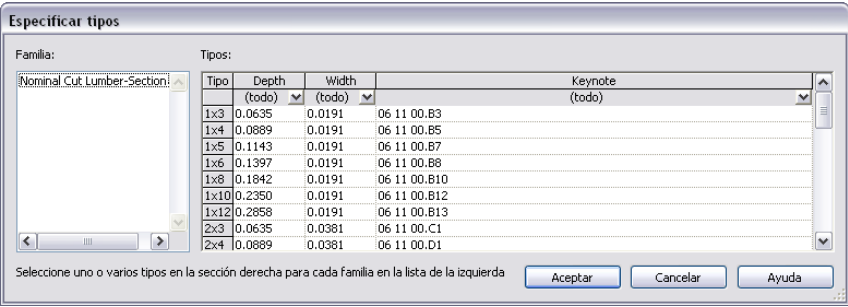 Especificar tipos
Familia:
Tipos:
Nominal Cut Lumber-Section
Tipo Depth Width Keynote
(todo) (todo) (todo)
1x3 0.0635 0.0191 06 11 00.B3
1x4 0.0889 0.0191 06 11 00.B5
1x5 0.1143 0.0191 06 11 00.B7
1x6 0.1397 0.0191 06 11 00.B8
1x8 0.1842 0.0191 06 11 00.B10
1x10 0.2350 0.0191 06 11 00.B12
1x12 0.2858 0.0191 06 11 00.B13
2x3 0.0635 0.0381 06 11 00.C1
2x4 0.0889 0.0381 06 11 00.D1
Seleccione uno o varios tipos en la sección derecha para cada familia en la lista de la izquierda
Aceptar Cancelar Ayuda